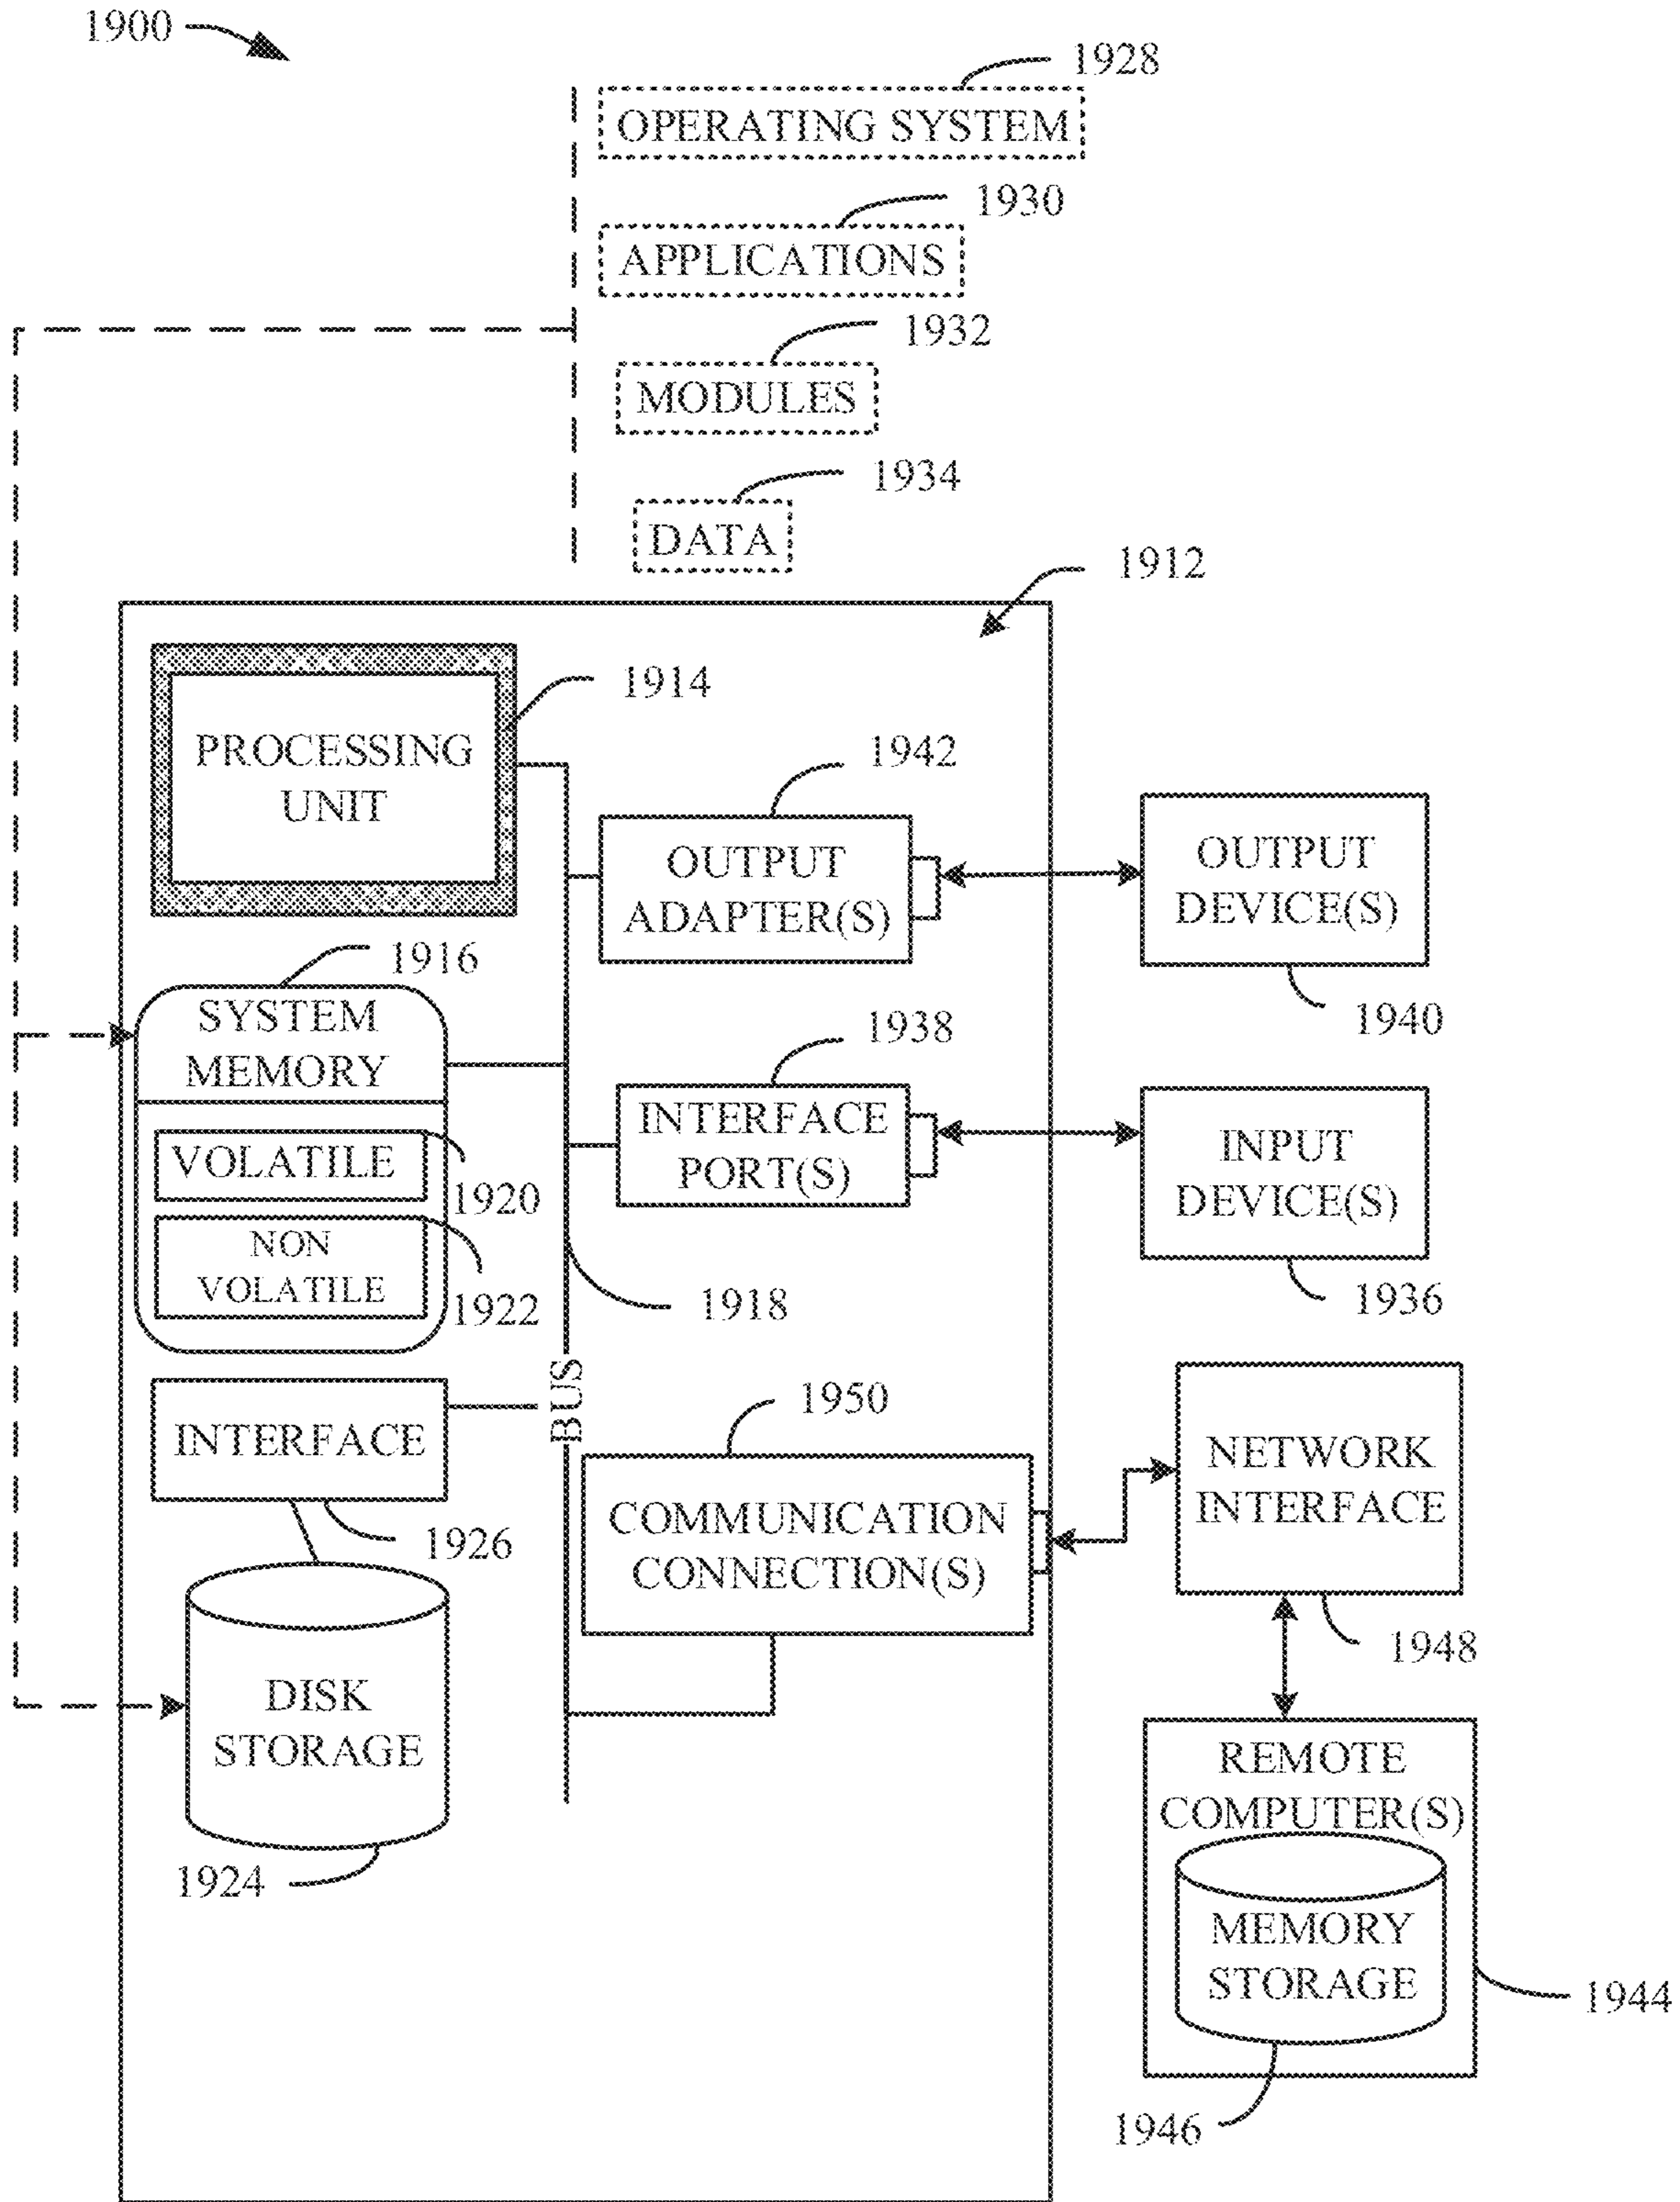 1900
1928
OPERATING SYSTEM
1930
APPLICATIONS
1932
MODULES
1934
DATA
1912
1914
PROCESSING
UNIT
1942
OUTPUT
ADAPTER(S)
OUTPUT
DEVICE(S)
1940
1916
SYSTEM
MEMORY
VOLATILE
1920
NON
VOLATILE
1922
1938
INTERFACE
PORT(S)
INPUT
DEVICE(S)
1936
1918
BUS
INTERFACE
1926
1950
COMMUNICATION
CONNECTION(S)
NETWORK
INTERFACE
1948
DISK
STORAGE
1924
REMOTE
COMPUTER(S)
MEMORY
STORAGE
1944
1946